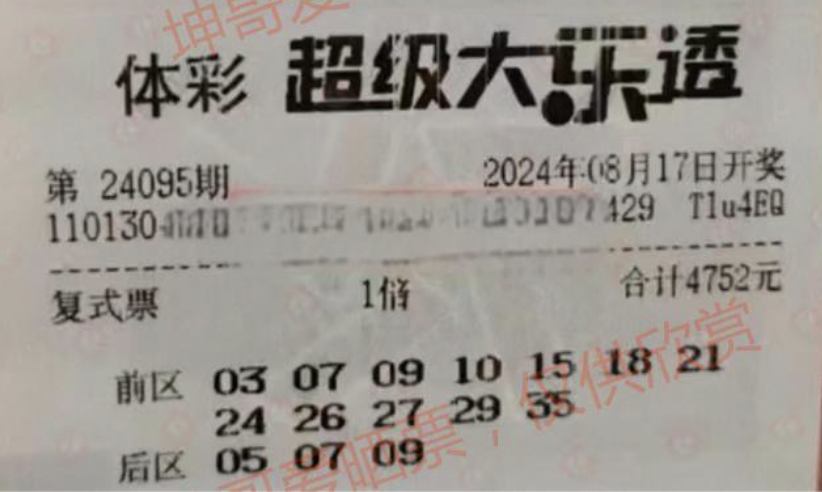 坤哥爱
体彩 超级大乐透
第 24095期 2024年08月17日开奖
110130 429 T1u4EQ
复式票 1倍 合计4752元
前区 03 07 09 10 15 18 21
24 26 27 29 35
后区 05 07 09
哥爱晒票，仅供欣赏